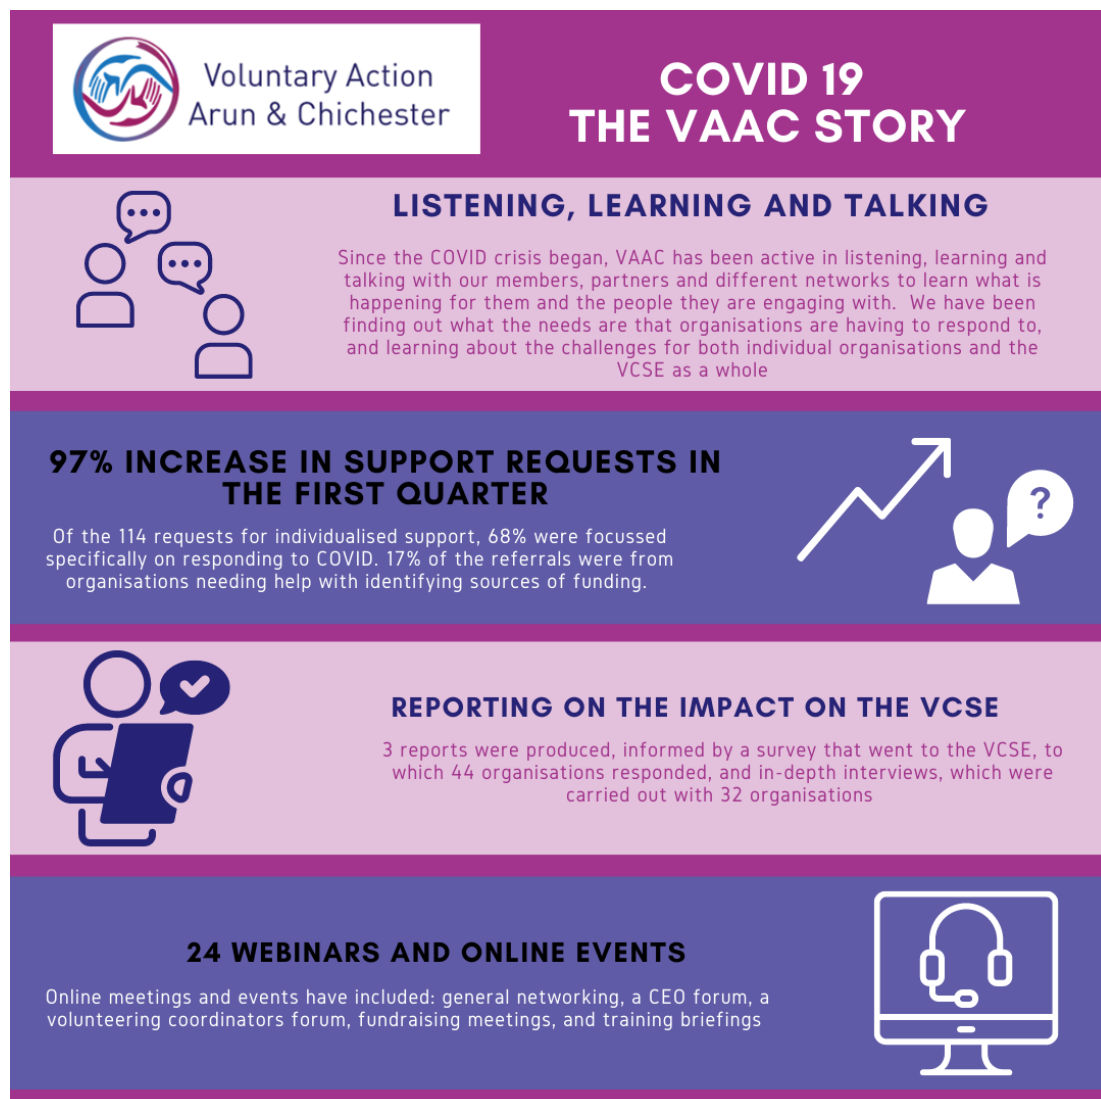 Voluntary Action
Arun & Chichester
COVID 19
THE VAAC STORY
LISTENING, LEARNING AND TALKING
Since the COVID crisis began, VAAC has been active in listening, learning and
talking with our members, partners and different networks to learn what is
happening for them and the people they are engaging with.  We have been
finding out what the needs are that organisations are having to respond to,
and learning about the challenges for both individual organisations and the
VCSE as a whole
97% INCREASE IN SUPPORT REQUESTS IN
THE FIRST QUARTER
Of the 114 requests for individualised support, 68% were focussed
specifically on responding to COVID. 17% of the referrals were from
organisations needing help with identifying sources of funding.
?
REPORTING ON THE IMPACT ON THE VCSE
3 reports were produced, informed by a survey that went to the VCSE, to
which 44 organisations responded, and in-depth interviews, which were
carried out with 32 organisations
24 WEBINARS AND ONLINE EVENTS
Online meetings and events have included: general networking, a CEO forum, a
volunteering coordinators forum, fundraising meetings, and training briefings